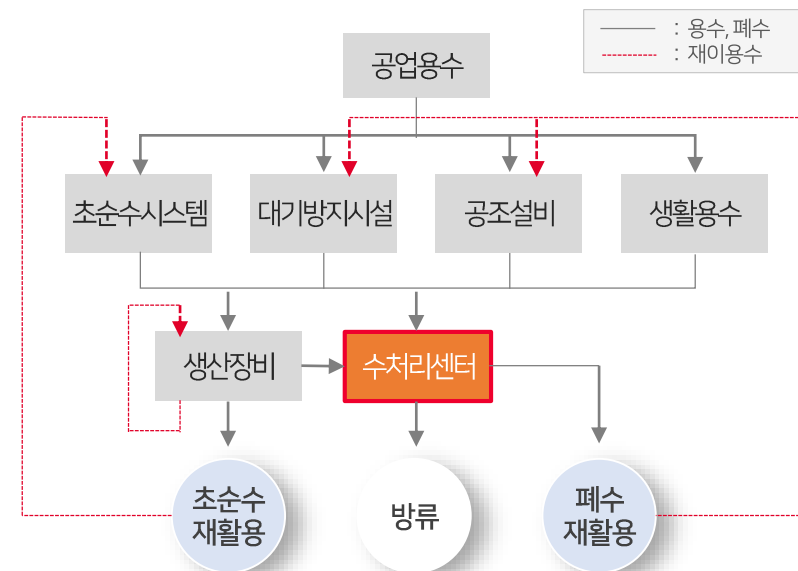 : 용수, 폐수
: 재이용수
공업용수
초순수시스템
대기방지시설
공조설비
생활용수
생산장비
수처리센터
초순수
재활용
방류
폐수
재활용